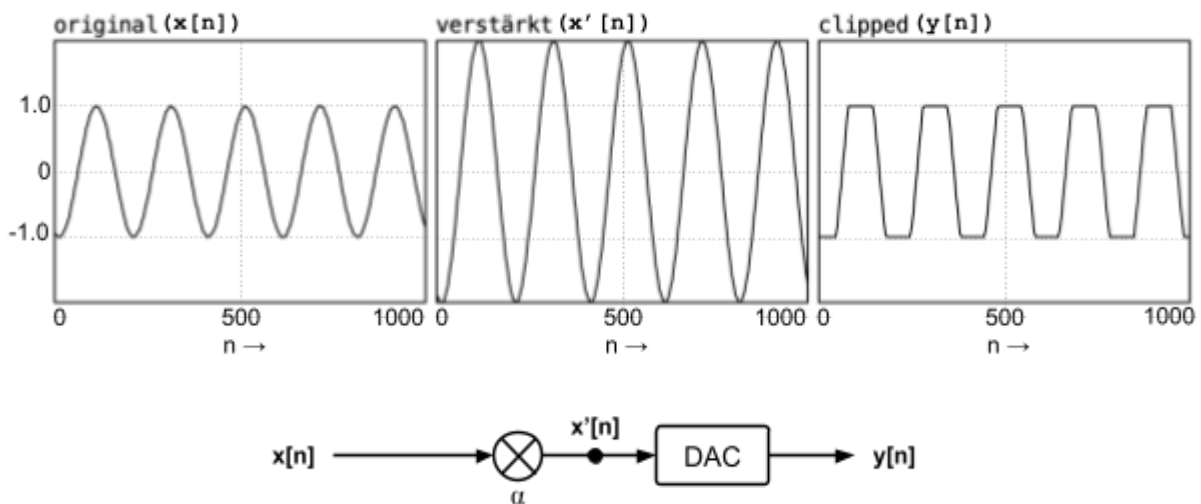 original (x[n]) verstärkt (x' [n]) clipped (y[n])
1.0
0
-1.0
0 500 1000 0 500 1000 0 500 1000
n → n → n →
x'[n]
x[n] DAC y[n]
α